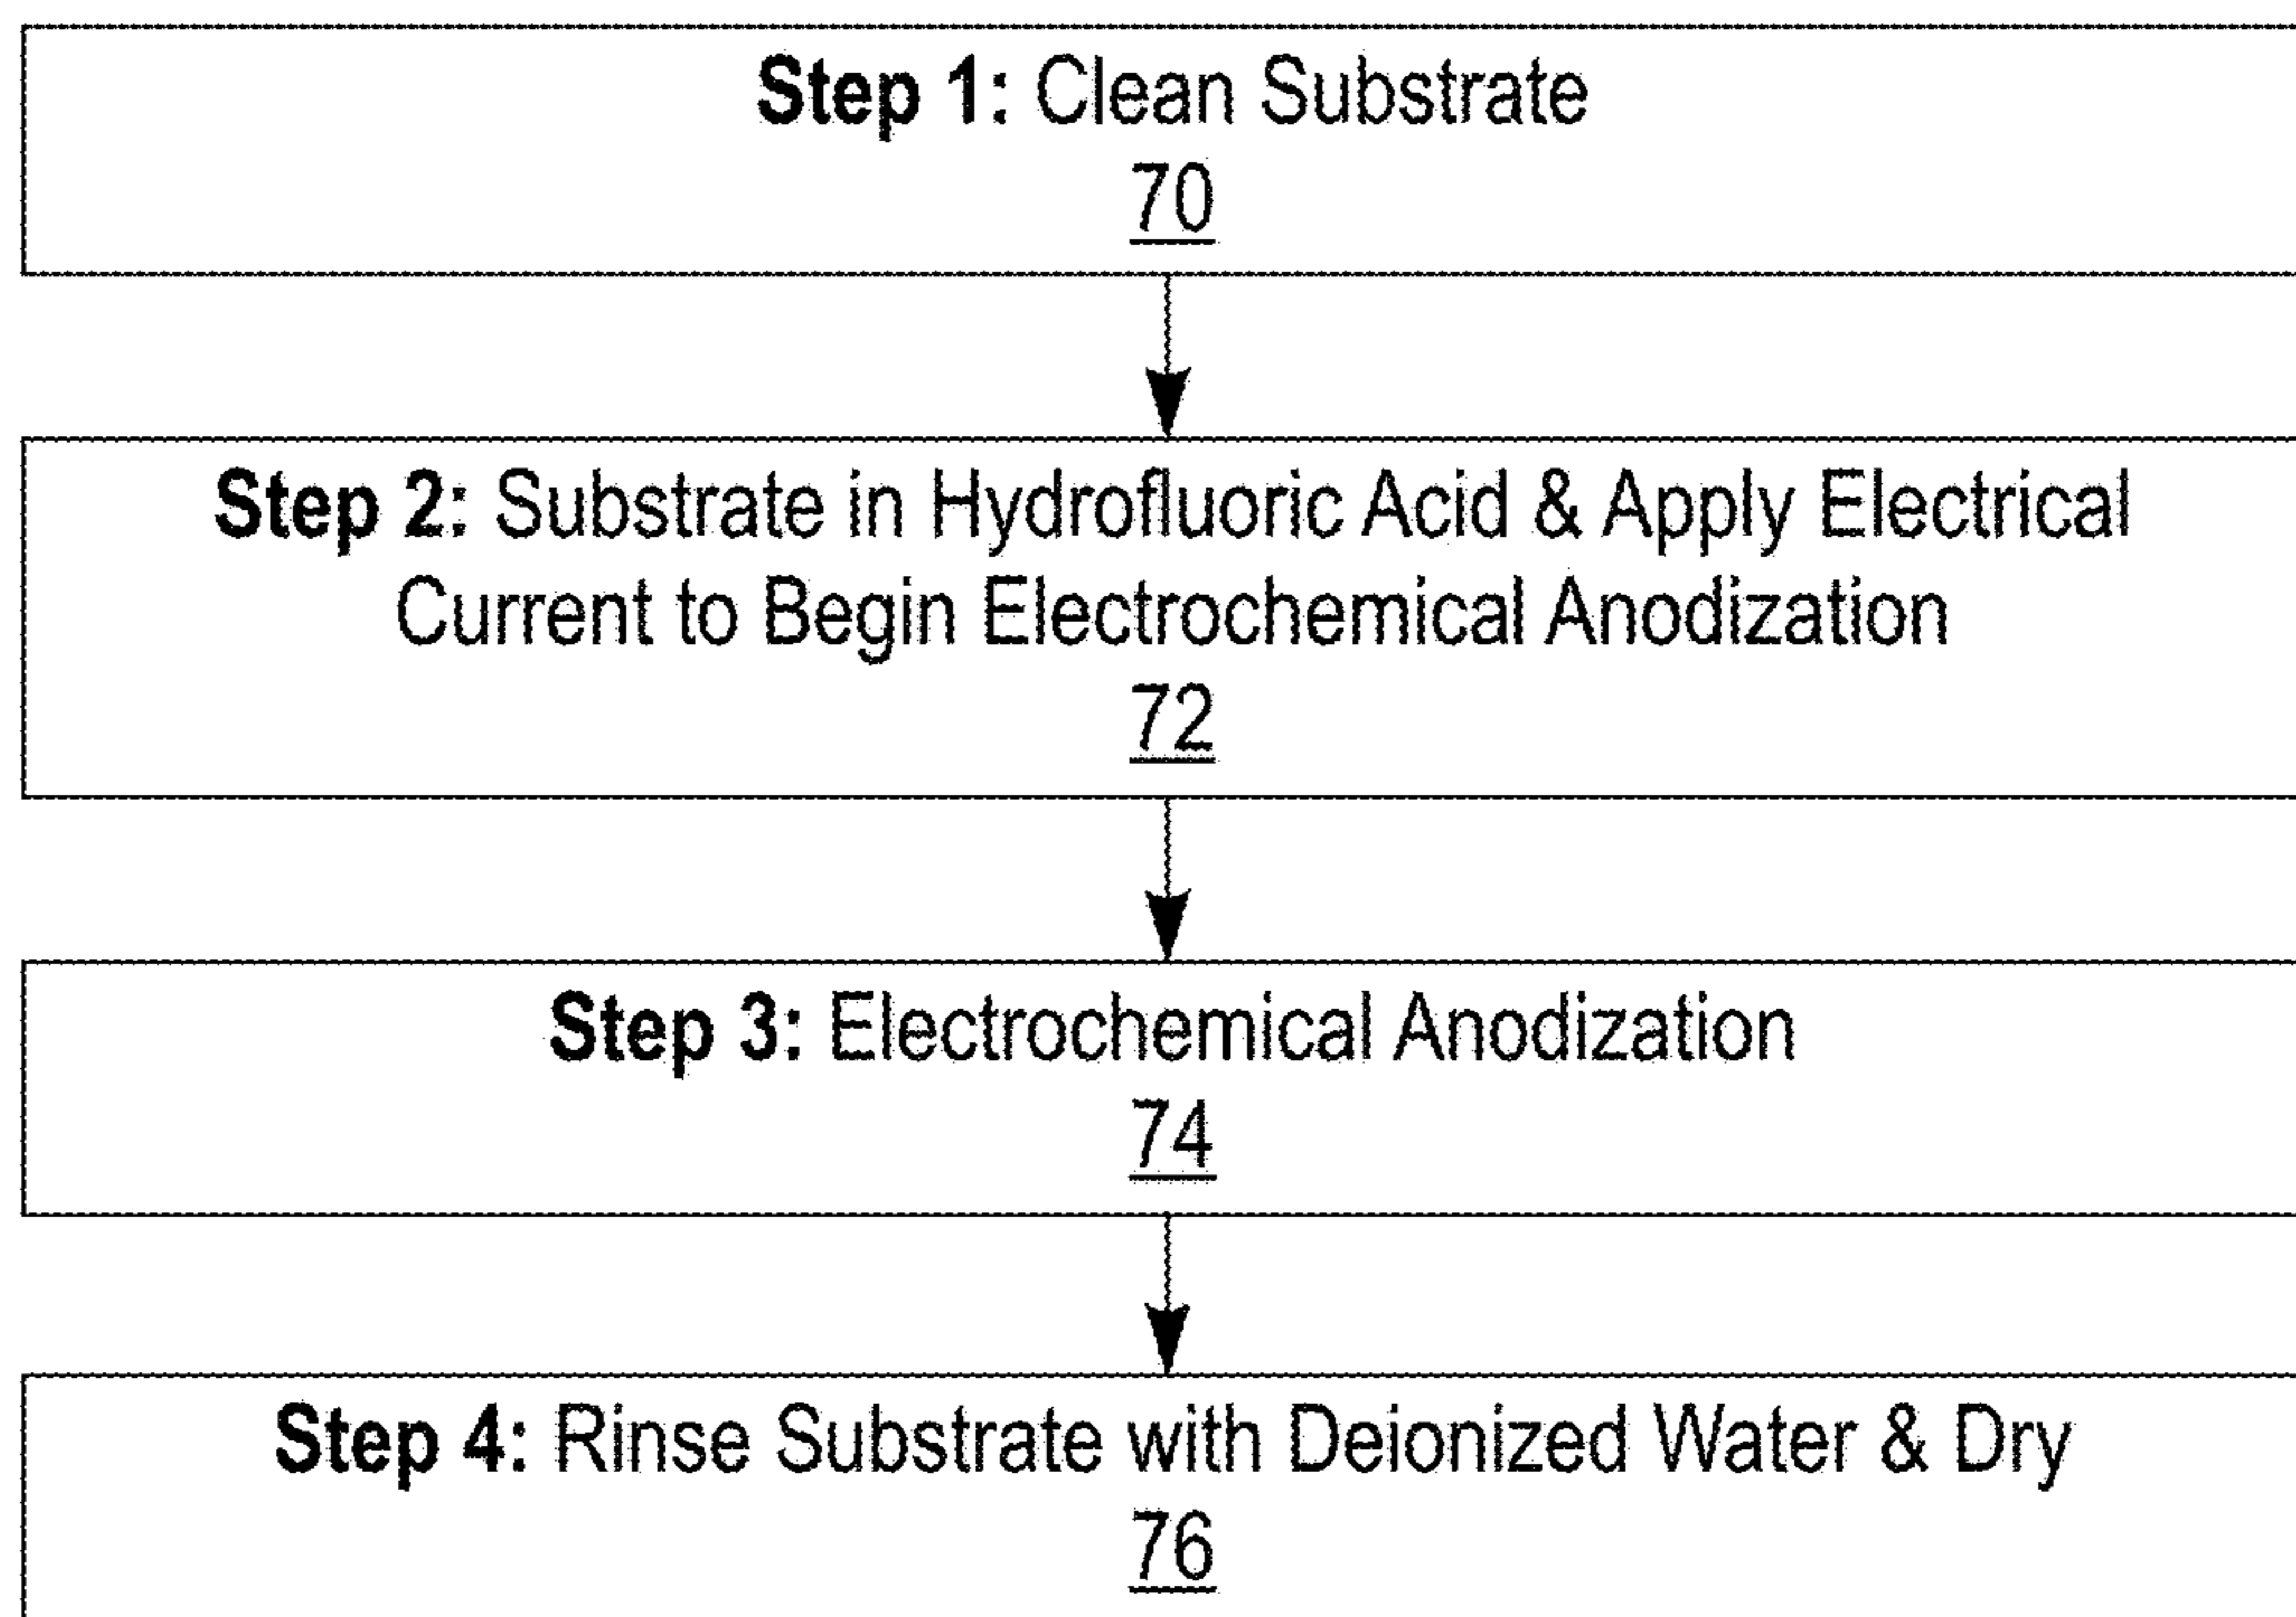 Step 1: Clean Substrate
70
Step 2: Substrate in Hydrofluoric Acid & Apply Electrical
Current to Begin Electrochemical Anodization
72
Step 3: Electrochemical Anodization
74
Step 4: Rinse Substrate with Deionized Water & Dry
76